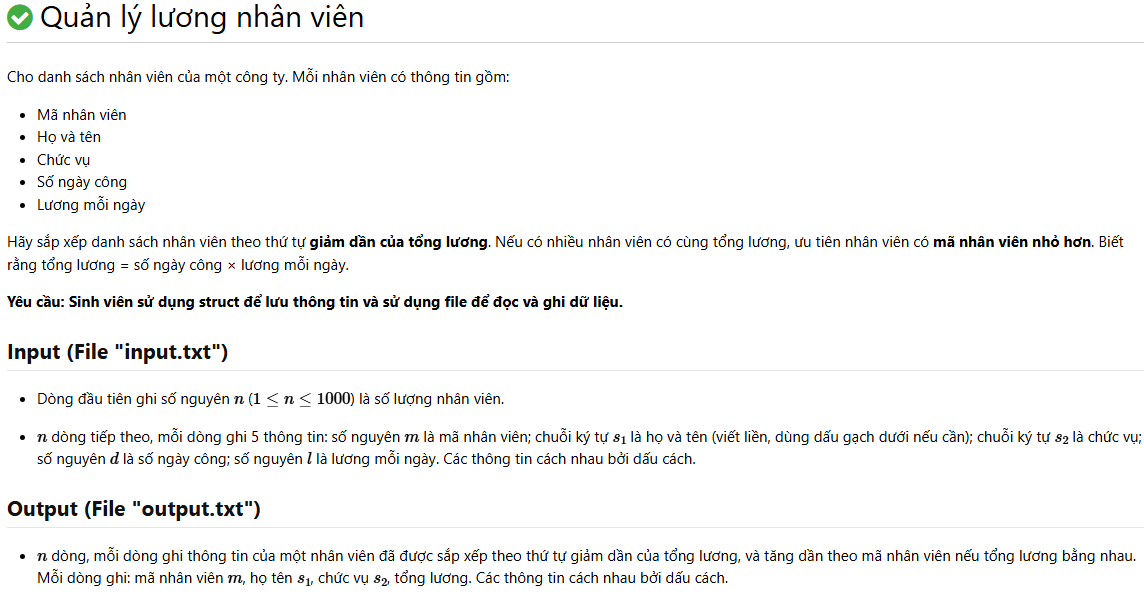 Quản lý lương nhân viên
Cho danh sách nhân viên của một công ty. Mỗi nhân viên có thông tin gồm:
• Mã nhân viên
• Họ và tên
• Chức vụ
• Số ngày công
• Lương mỗi ngày
Hãy sắp xếp danh sách nhân viên theo thứ tự giảm dần của tổng lương. Nếu có nhiều nhân viên có cùng tổng lương, ưu tiên nhân viên có mã nhân viên nhỏ hơn. Biết
rằng tổng lương = số ngày công × lương mỗi ngày.
Yêu cầu: Sinh viên sử dụng struct để lưu thông tin và sử dụng file để đọc và ghi dữ liệu.
Input (File "input.txt")
• Dòng đầu tiên ghi số nguyên n (1 ≤ n ≤ 1000) là số lượng nhân viên.
• n dòng tiếp theo, mỗi dòng ghi 5 thông tin: số nguyên m là mã nhân viên; chuỗi ký tự s₁ là họ và tên (viết liền, dùng dấu gạch dưới nếu cần); chuỗi ký tự s₂ là chức vụ;
số nguyên d là số ngày công; số nguyên l là lương mỗi ngày. Các thông tin cách nhau bởi dấu cách.
Output (File "output.txt")
• n dòng, mỗi dòng ghi thông tin của một nhân viên đã được sắp xếp theo thứ tự giảm dần của tổng lương, và tăng dần theo mã nhân viên nếu tổng lương bằng nhau.
Mỗi dòng ghi: mã nhân viên m, họ tên s₁, chức vụ s₂, tổng lương. Các thông tin cách nhau bởi dấu cách.